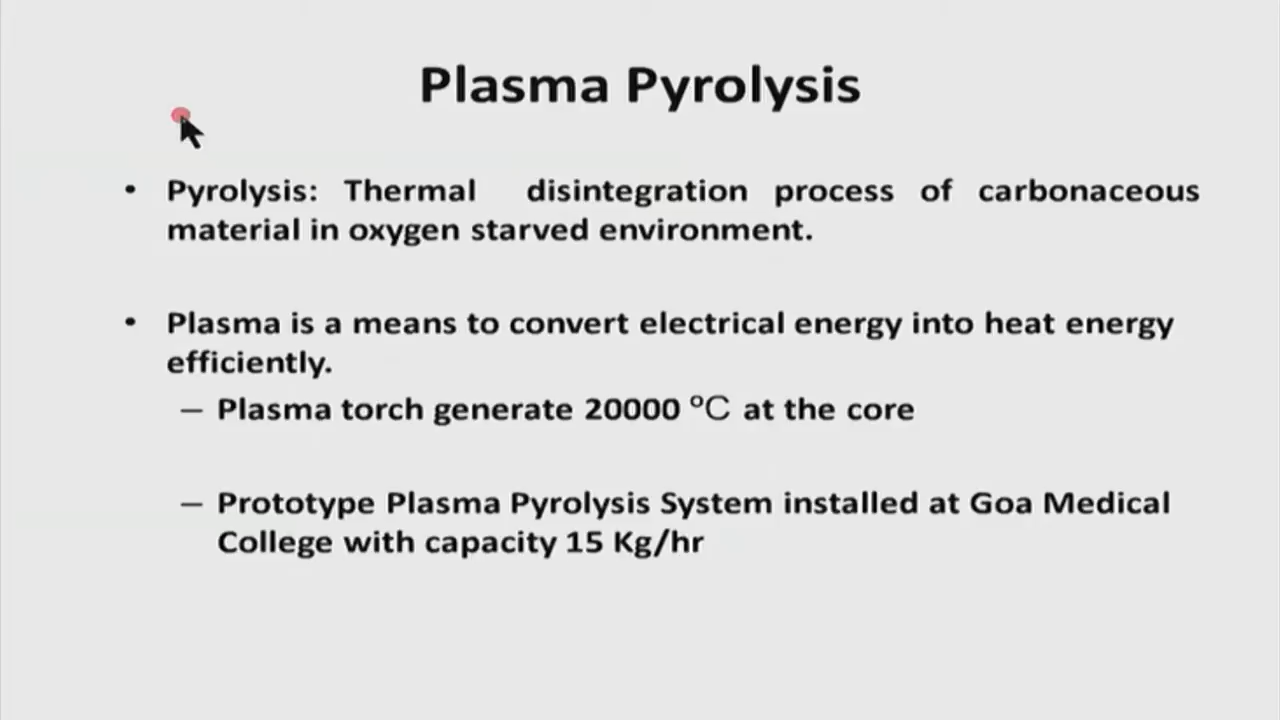 Plasma Pyrolysis
• Pyrolysis: Thermal disintegration process of carbonaceous
material in oxygen starved environment.
• Plasma is a means to convert electrical energy into heat energy
efficiently.
– Plasma torch generate 20000 ºC at the core
– Prototype Plasma Pyrolysis System installed at Goa Medical
College with capacity 15 Kg/hr